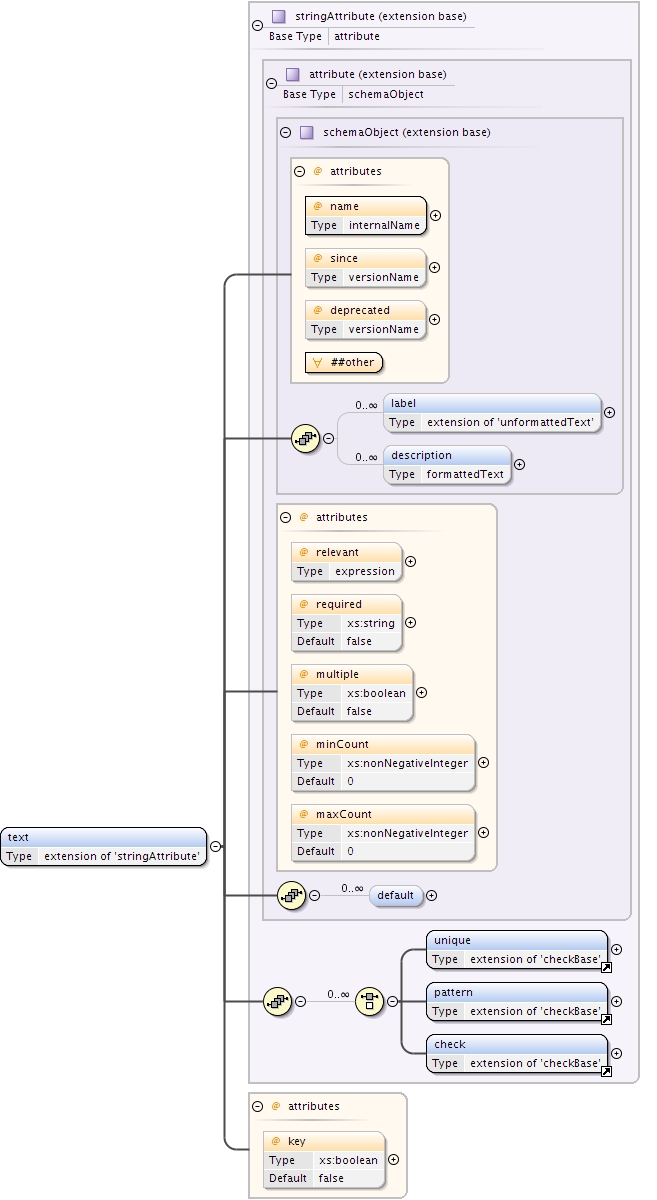 stringAttribute (extension base)
Base Type attribute
attribute (extension base)
Base Type schemaObject
schemaObject (extension base)
@ attributes
@ name
Type internalName
@ since
Type versionName
@ deprecated
Type versionName
∀ ##other
0..∞ label
Type extension of 'unformattedText'
0..∞ description
Type formattedText
@ attributes
@ relevant
Type expression
@ required
Type xs:string
Default false
@ multiple
Type xs:boolean
Default false
@ minCount
Type xs:nonNegativeInteger
Default 0
@ maxCount
Type xs:nonNegativeInteger
Default 0
text
Type extension of 'stringAttribute'
0..∞ default
unique
Type extension of 'checkBase'
0..∞
pattern
Type extension of 'checkBase'
check
Type extension of 'checkBase'
@ attributes
@ key
Type xs:boolean
Default false